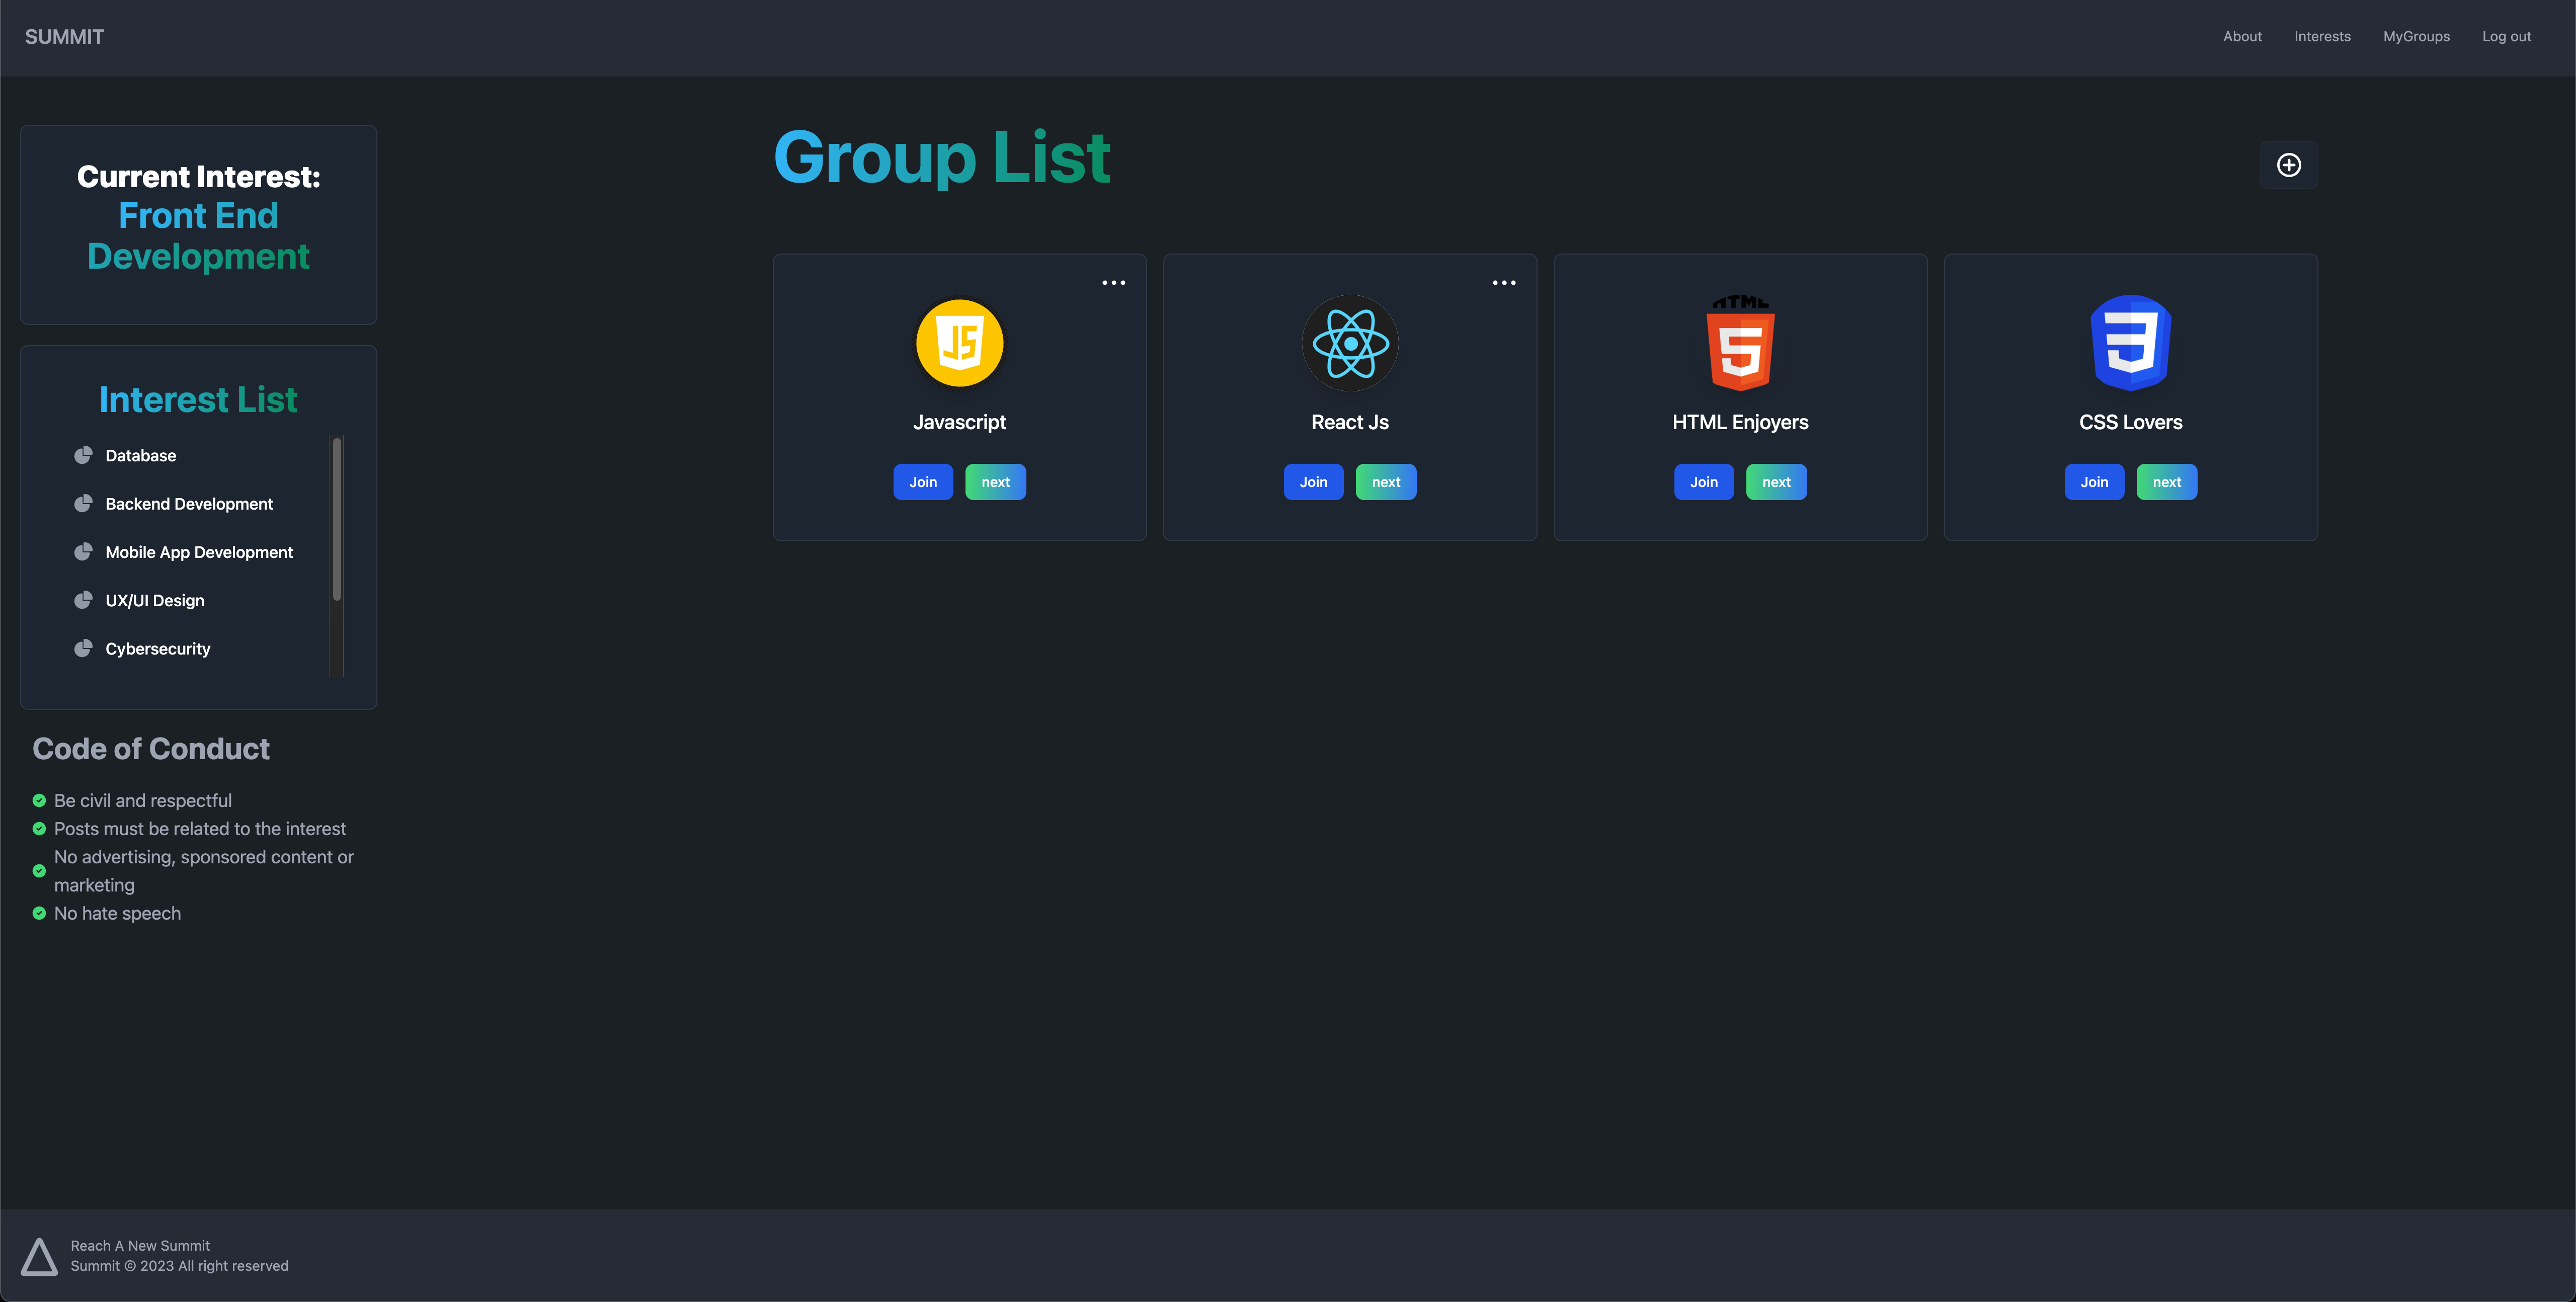 SUMMIT
About
Interests
MyGroups
Log out
Current Interest:
Front End
Development
Interest List
Database
Backend Development
Mobile App Development
UX/UI Design
Cybersecurity
Code of Conduct
Be civil and respectful
Posts must be related to the interest
No advertising, sponsored content or
marketing
No hate speech
Group List
JS
Javascript
Join
next
React Js
Join
next
HTML
5
HTML Enjoyers
Join
next
3
CSS Lovers
Join
next
Reach A New Summit
Summit © 2023 All right reserved